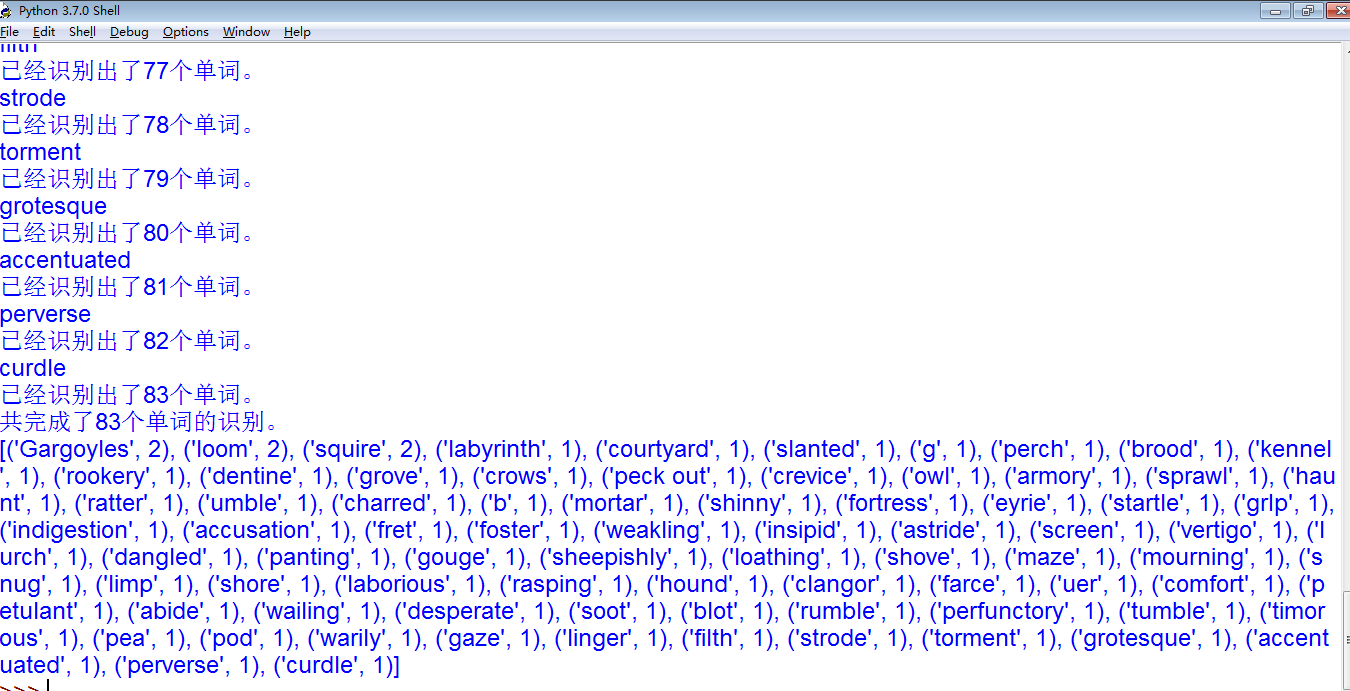 Python 3.7.0 Shell
File Edit Shell Debug Options Window Help
filth
已经识别出了77个单词。
strode
已经识别出了78个单词。
torment
已经识别出了79个单词。
grotesque
已经识别出了80个单词。
accentuated
已经识别出了81个单词。
perverse
已经识别出了82个单词。
curdle
已经识别出了83个单词。
共完成了83个单词的识别。
[('Gargoyles', 2), ('loom', 2), ('squire', 2), ('labyrinth', 1), ('courtyard', 1), ('slanted', 1), ('g', 1), ('perch', 1), ('brood', 1), ('kennel
', 1), ('rookery', 1), ('dentine', 1), ('grove', 1), ('crows', 1), ('peck out', 1), ('crevice', 1), ('owl', 1), ('armory', 1), ('sprawl', 1), ('hau
nt', 1), ('ratter', 1), ('umble', 1), ('charred', 1), ('b', 1), ('mortar', 1), ('shinny', 1), ('fortress', 1), ('eyrie', 1), ('startle', 1), ('grlp', 1),
('indigestion', 1), ('accusation', 1), ('fret', 1), ('foster', 1), ('weakling', 1), ('insipid', 1), ('astride', 1), ('screen', 1), ('vertigo', 1), ('l
urch', 1), ('dangled', 1), ('panting', 1), ('gouge', 1), ('sheepishly', 1), ('loathing', 1), ('shove', 1), ('maze', 1), ('mourning', 1), ('s
nug', 1), ('limp', 1), ('shore', 1), ('laborious', 1), ('rasping', 1), ('hound', 1), ('clangor', 1), ('farce', 1), ('uer', 1), ('comfort', 1), ('p
etulant', 1), ('abide', 1), ('wailing', 1), ('desperate', 1), ('soot', 1), ('blot', 1), ('rumble', 1), ('perfunctory', 1), ('tumble', 1), ('timor
ous', 1), ('pea', 1), ('pod', 1), ('warily', 1), ('gaze', 1), ('linger', 1), ('filth', 1), ('strode', 1), ('torment', 1), ('grotesque', 1), ('accent
uated', 1), ('perverse', 1), ('curdle', 1)]
>>>